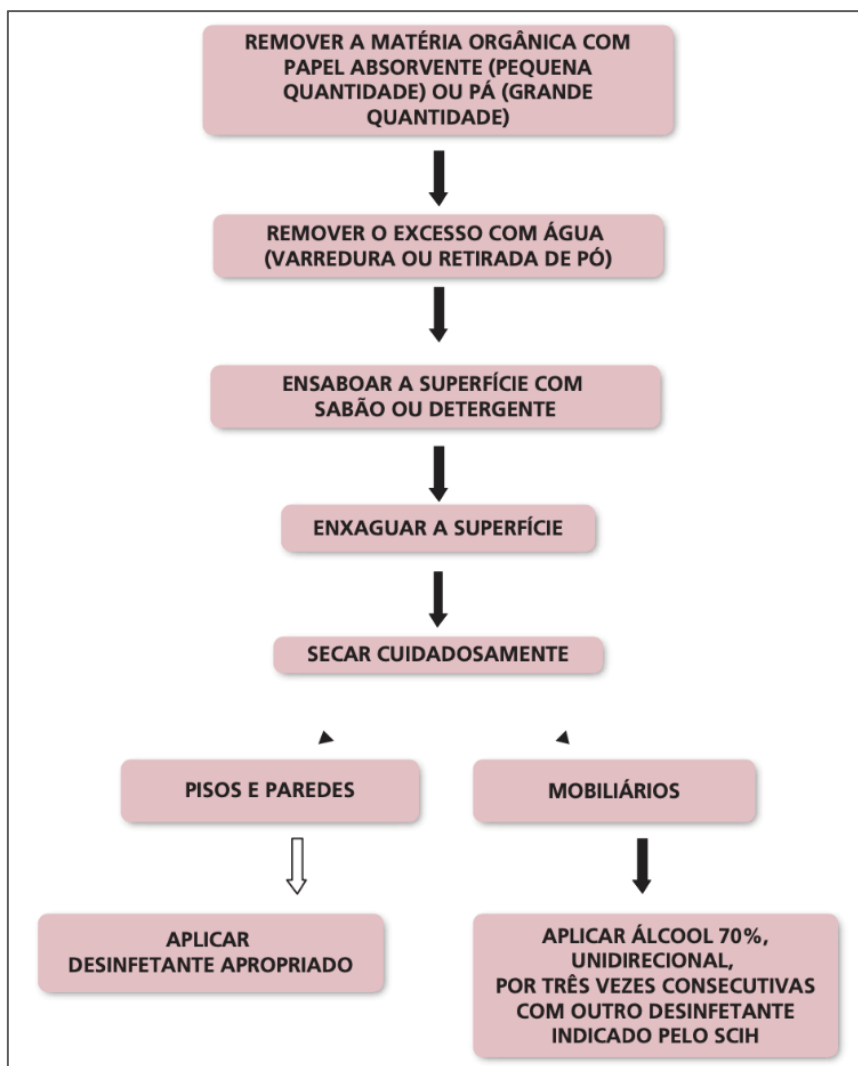 REMOVER A MATÉRIA ORGÂNICA COM
PAPEL ABSORVENTE (PEQUENA
QUANTIDADE) OU PÁ (GRANDE
QUANTIDADE)
REMOVER O EXCESSO COM ÁGUA
(VARREDURA OU RETIRADA DE PÓ)
ENSABOAR A SUPERFÍCIE COM
SABÃO OU DETERGENTE
ENXAGUAR A SUPERFÍCIE
SECAR CUIDADOSAMENTE
PISOS E PAREDES
MOBILIÁRIOS
APLICAR
DESINFETANTE APROPRIADO
APLICAR ÁLCOOL 70%,
UNIDIRECIONAL,
POR TRÊS VEZES CONSECUTIVAS
COM OUTRO DESINFETANTE
INDICADO PELO SCIH